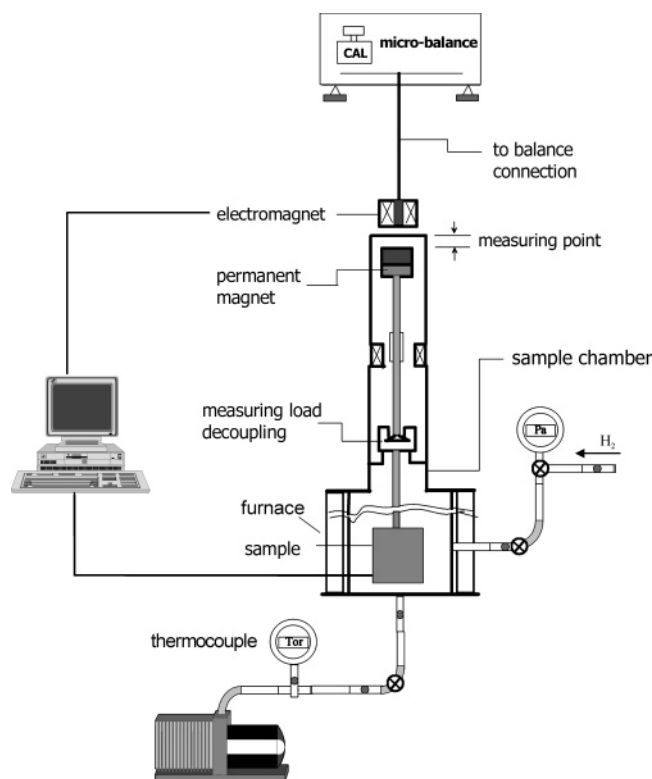 micro-balance
CAL
to balance
connection
electromagnet
measuring point
permanent
magnet
sample chamber
measuring load
decoupling
Pa
H₂
furnace
sample
thermocouple
Tor